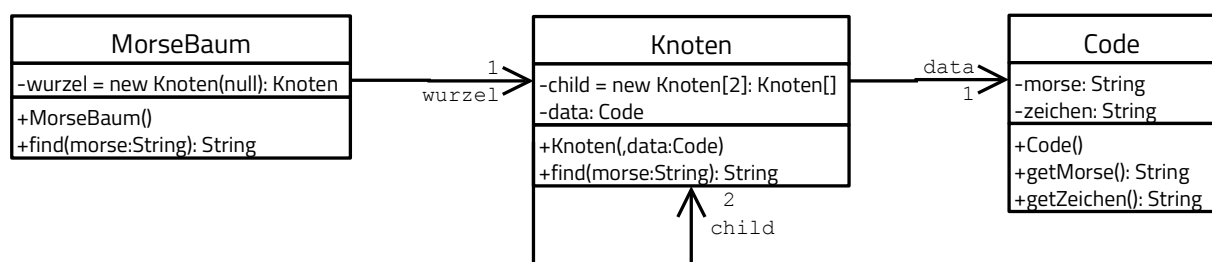 MorseBaum
-wurzel = new Knoten(null): Knoten
+MorseBaum()
+find(morse:String): String
1
wurzel
Knoten
-child = new Knoten[2]: Knoten[]
-data: Code
+Knoten(,data:Code)
+find(morse:String): String
2
child
data
1
Code
-morse: String
-zeichen: String
+Code()
+getMorse(): String
+getZeichen(): String